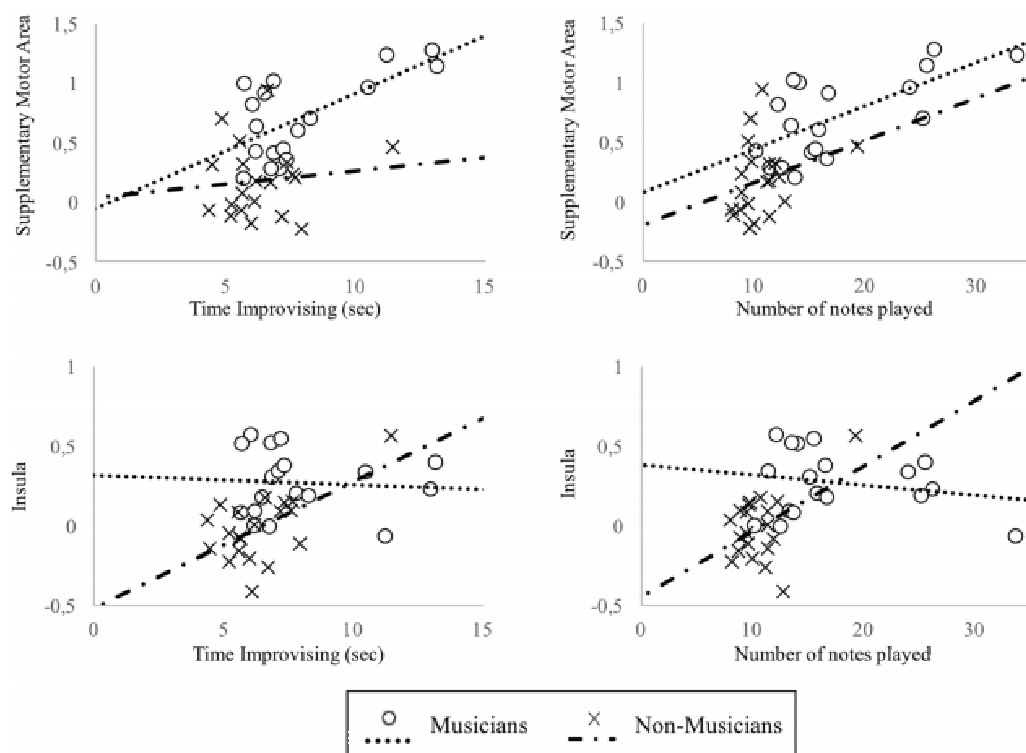 1,5
1
0,5
0
-0,5
Supplementary Motor Area
0 5 10 15
Time Improvising (sec)
1,5
1
0,5
0
-0,5
Supplementary Motor Area
0 10 20 30
Number of notes played
1
0,5
0
-0,5
Insula
0 5 10 15
Time Improvising (sec)
1
0,5
0
-0,5
Insula
0 10 20 30
Number of notes played
Musicians Non-Musicians